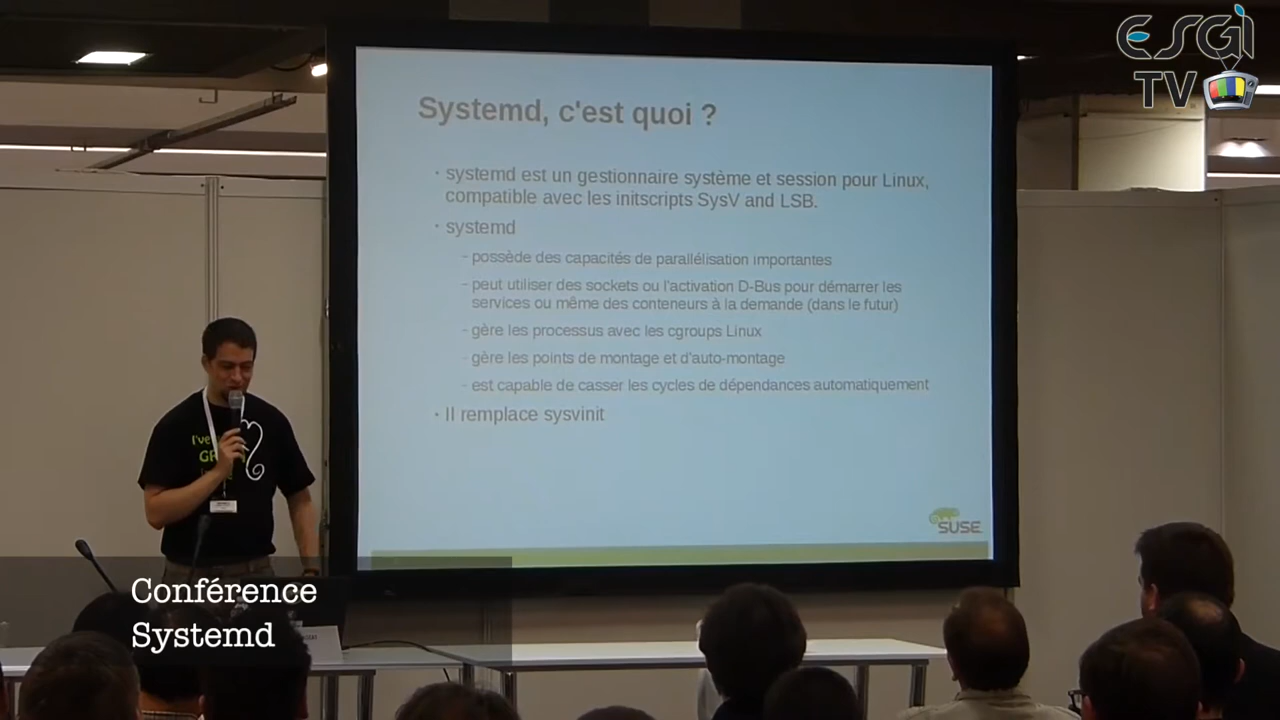 ESGI
TV
Systemd, c'est quoi ?
· systemd est un gestionnaire système et session pour Linux,
compatible avec les initscripts SysV and LSB.
· systemd
- possède des capacités de parallélisation importantes
- peut utiliser des sockets ou l'activation D-Bus pour démarrer les
services ou même des conteneurs à la demande (dans le futur)
- gère les processus avec les cgroups Linux
- gère les points de montage et d'auto-montage
- est capable de casser les cycles de dépendances automatiquement
· Il remplace sysvinit
SUSE
I've
Conférence
Systemd